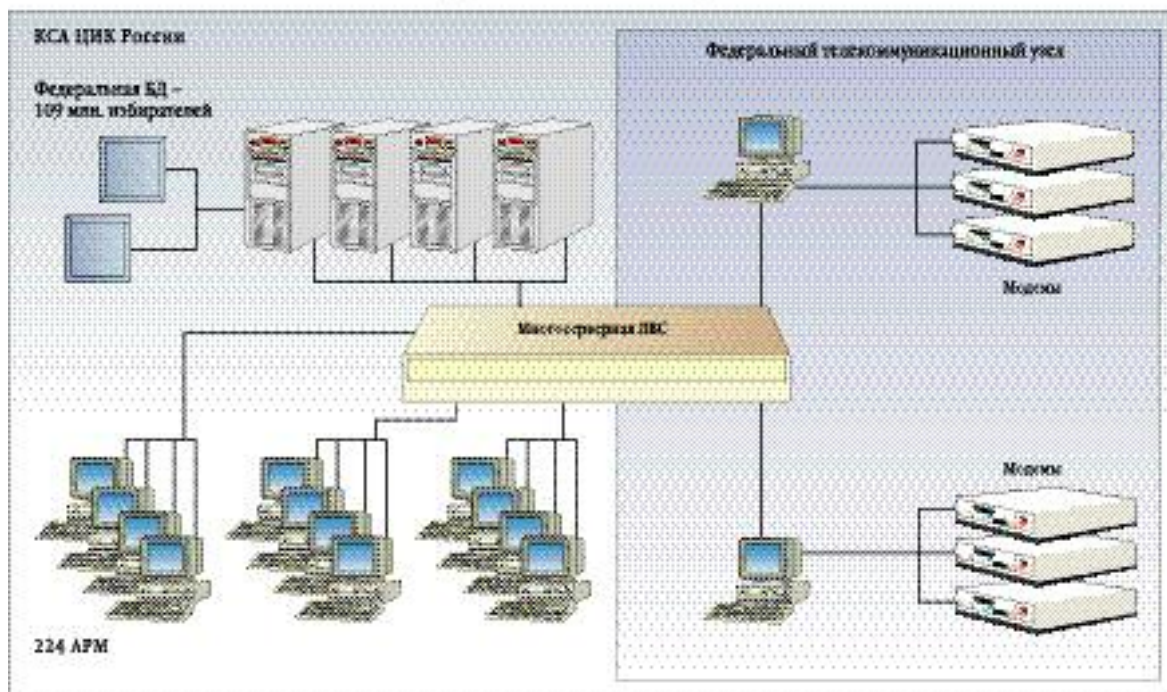 КСА ЦИК России
Федеральный телекоммуникационный узел
Федеральная БД –
109 млн. избирателей
Модемы
Многосерверная ЛВС
Модемы
224 АРМ